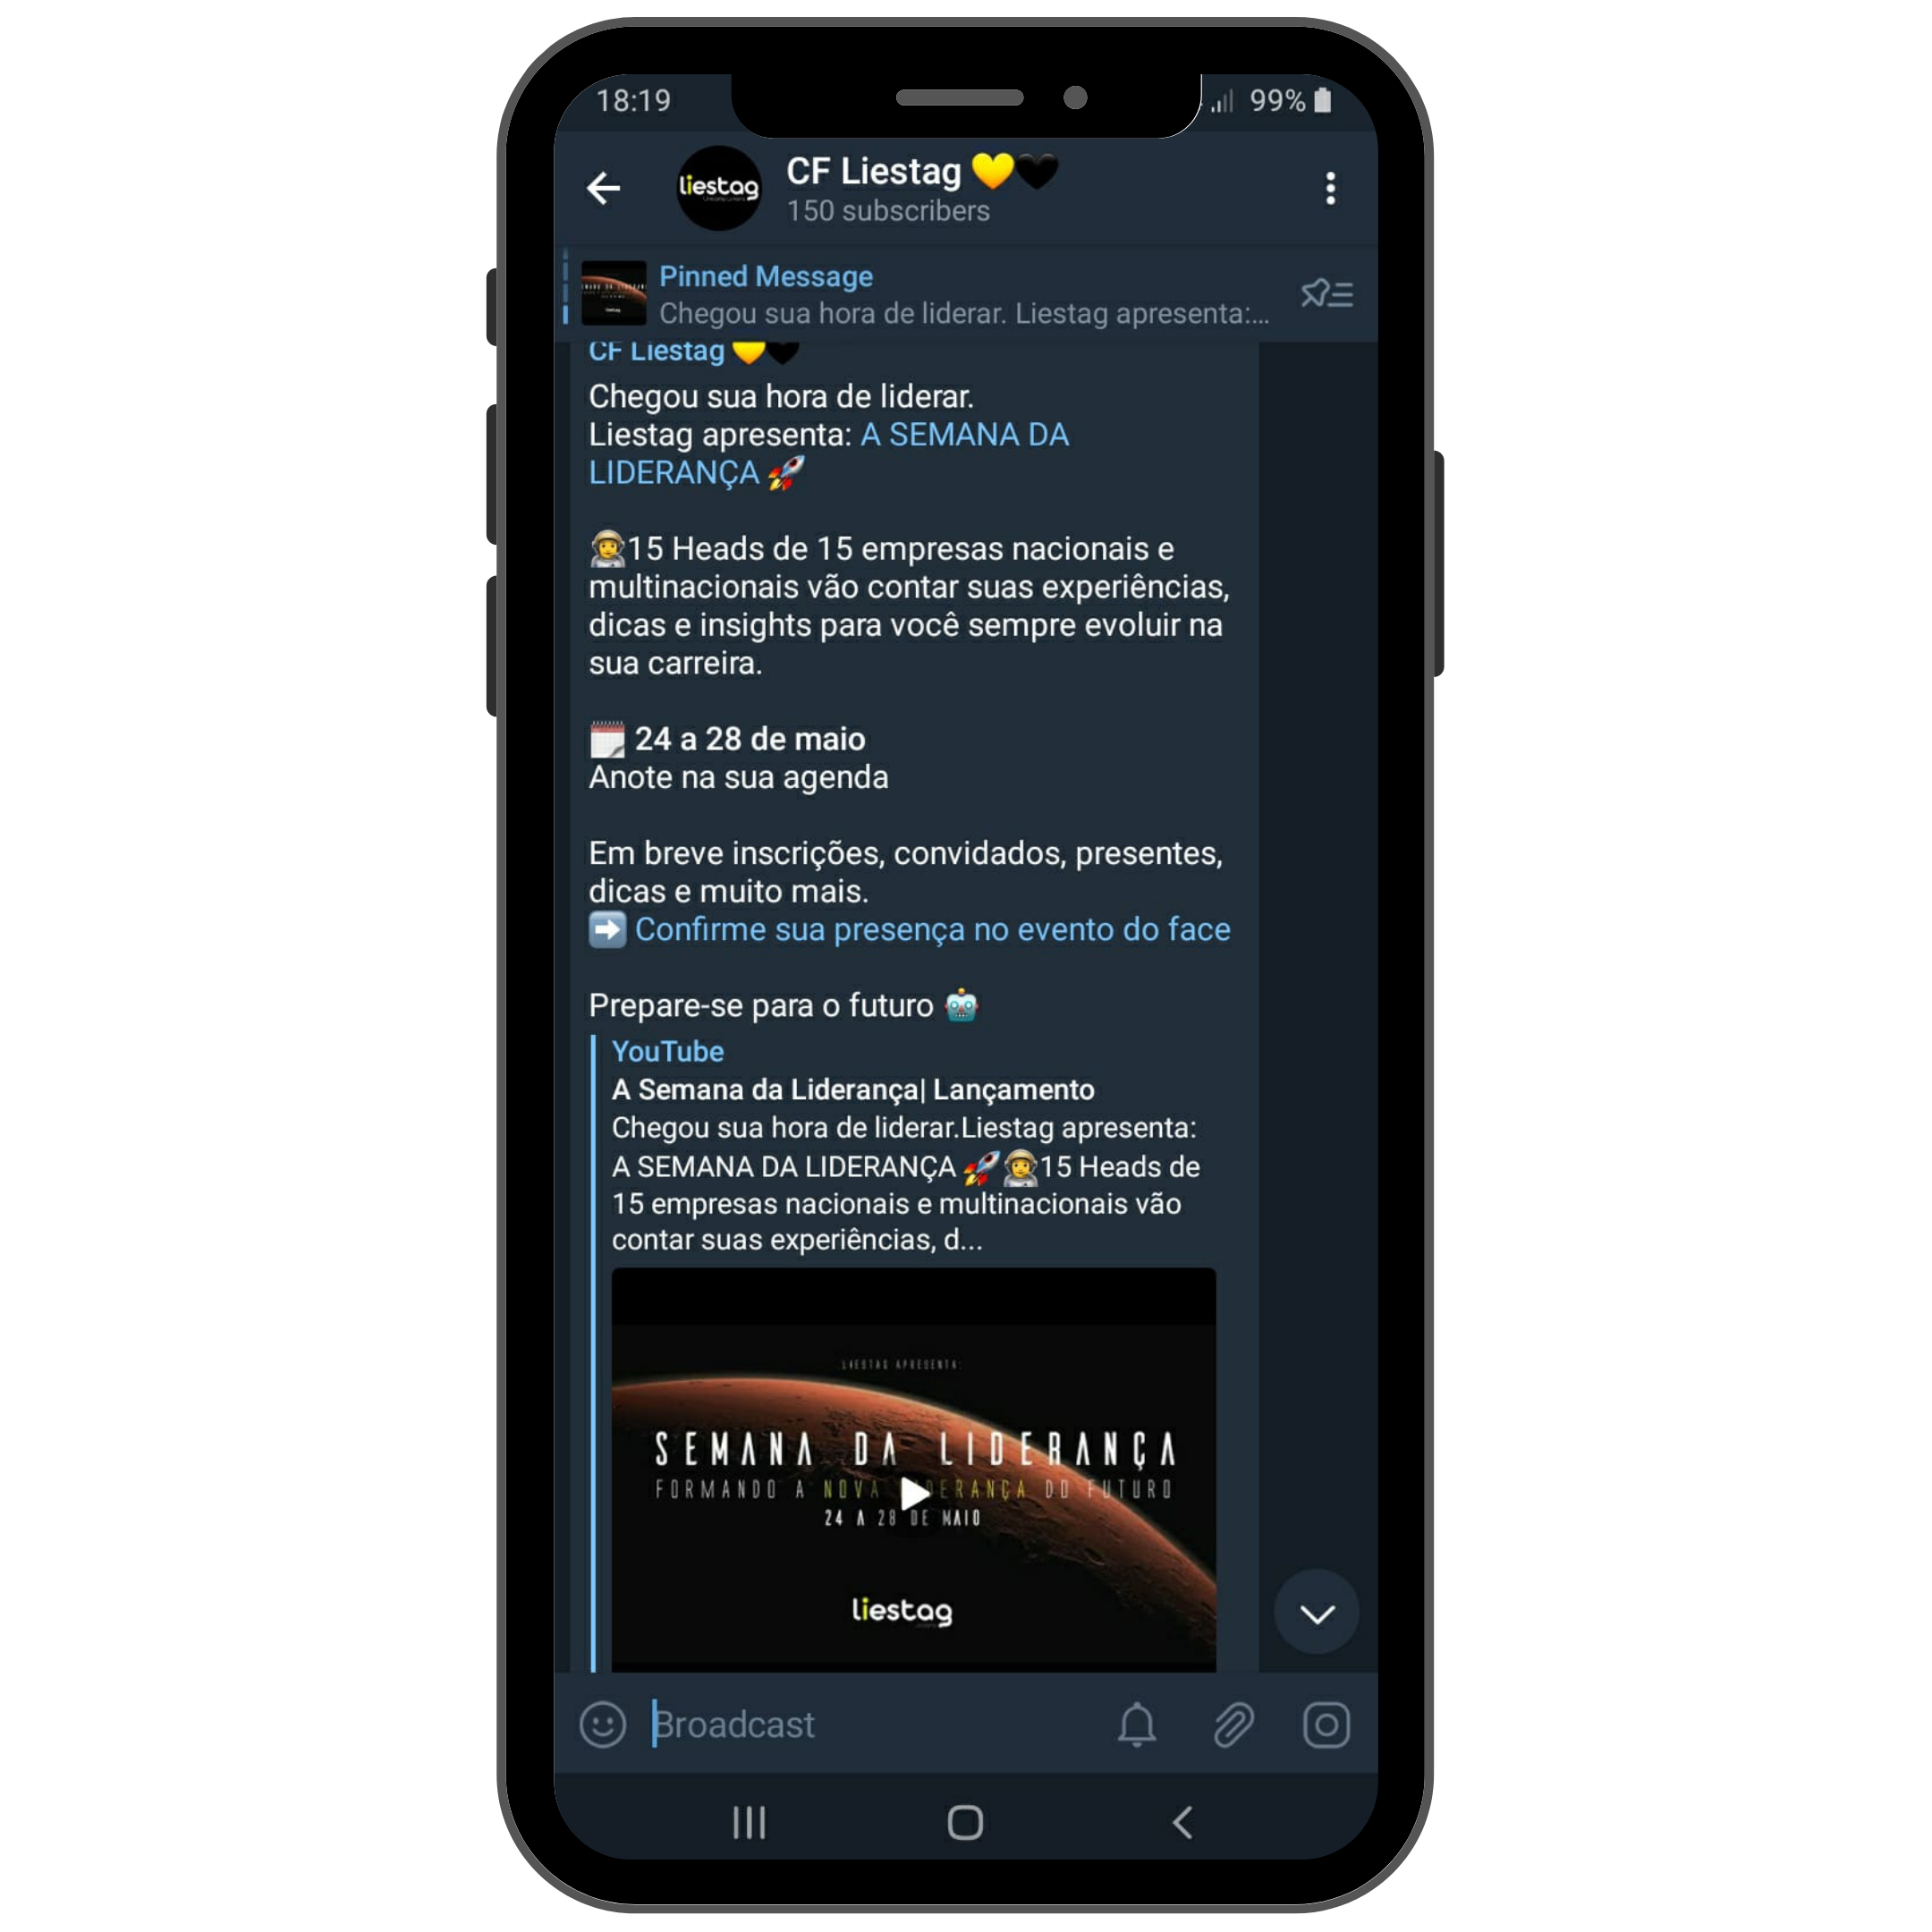 18:19
99%
liestag
CF Liestag 💛🖤
150 subscribers
Pinned Message
Chegou sua hora de liderar. Liestag apresenta:...
CF Liestag 💛🖤
Chegou sua hora de liderar.
Liestag apresenta: A SEMANA DA
LIDERANÇA 🚀
🧑‍🚀15 Heads de 15 empresas nacionais e
multinacionais vão contar suas experiências,
dicas e insights para você sempre evoluir na
sua carreira.
🗓 24 a 28 de maio
Anote na sua agenda
Em breve inscrições, convidados, presentes,
dicas e muito mais.
➡️ Confirme sua presença no evento do face
Prepare-se para o futuro 🤖
YouTube
A Semana da Liderança| Lançamento
Chegou sua hora de liderar.Liestag apresenta:
A SEMANA DA LIDERANÇA 🚀🧑‍🚀15 Heads de
15 empresas nacionais e multinacionais vão
contar suas experiências, d...
LIESTAG APRESENTA:
SEMANA DA LIDERANÇA
FORMANDO A NOVA LIDERANÇA DO FUTURO
24 A 28 DE MAIO
liestag
Broadcast